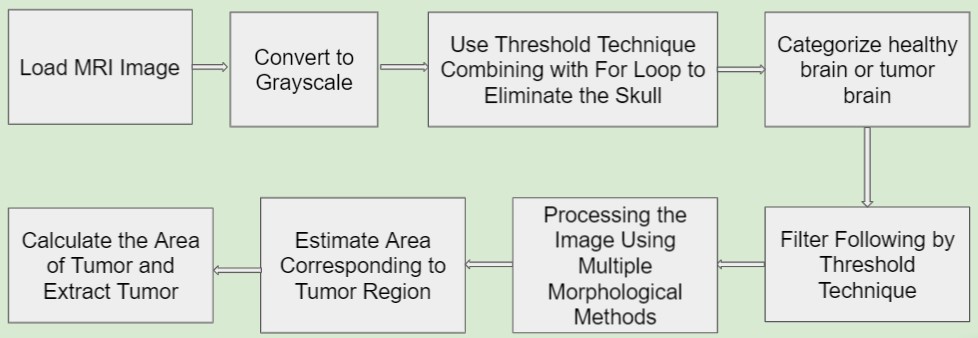 Load MRI Image
Convert to
Grayscale
Use Threshold Technique
Combining with For Loop to
Eliminate the Skull
Categorize healthy
brain or tumor
brain
Filter Following by
Threshold
Technique
Processing the
Image Using
Multiple
Morphological
Methods
Estimate Area
Corresponding to
Tumor Region
Calculate the Area
of Tumor and
Extract Tumor